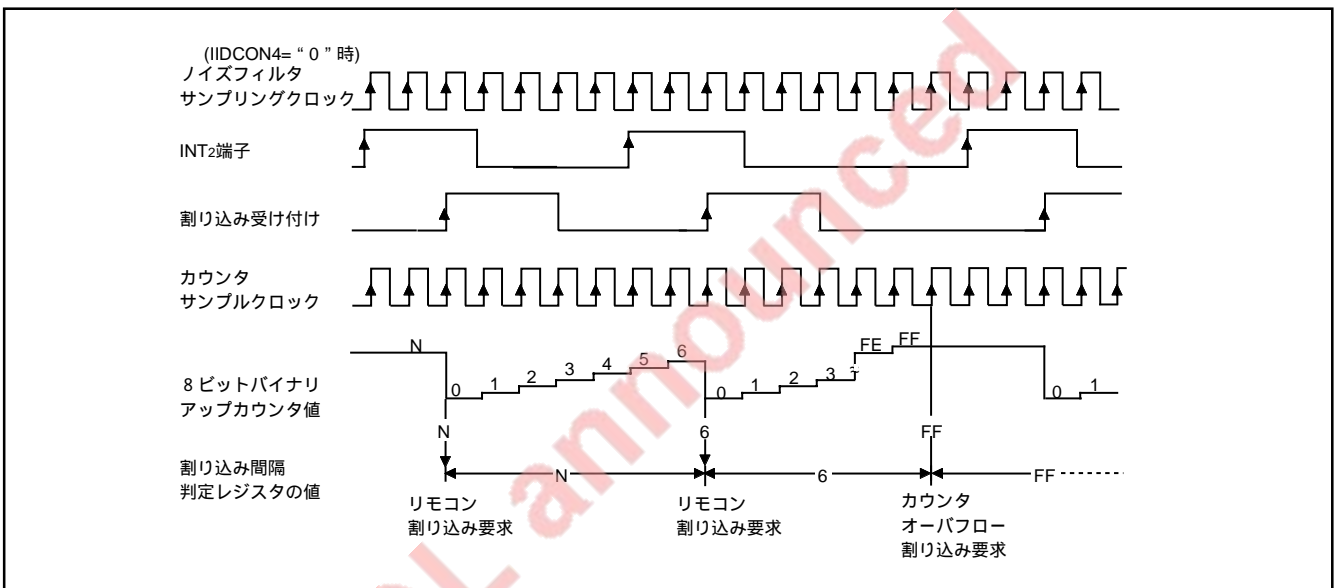 (IIDCON4= “ 0 ” 時)
ノイズフィルタ
サンプリングクロック
INT2端子
割り込み受け付け
カウンタ
サンプルクロック
8 ビットバイナリ
アップカウンタ値
N
0 1 2 3 4 5 6
0 1 2 3 FE FF
0 1
N 6 FF
割り込み間隔
判定レジスタの値
N 6 FF
リモコン
割り込み要求
リモコン
割り込み要求
カウンタ
オーバフロー
割り込み要求
announced